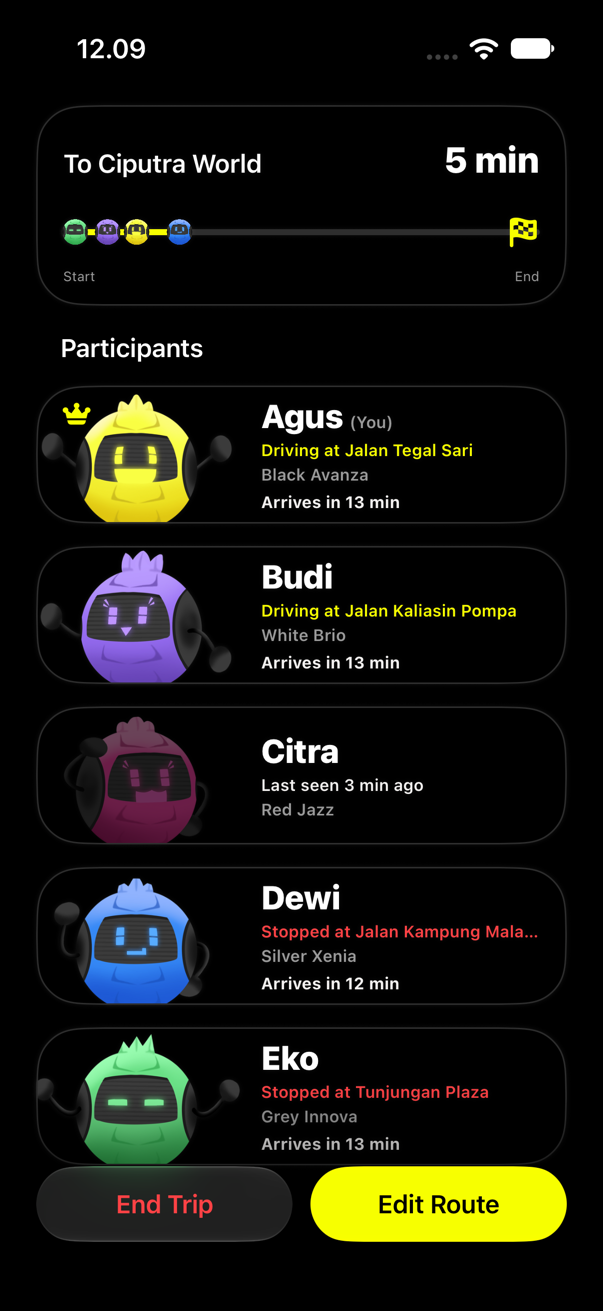 12.09
To Ciputra World
5 min
Start
End
Participants
Agus (You)
Driving at Jalan Tegal Sari
Black Avanza
Arrives in 13 min
Budi
Driving at Jalan Kaliasin Pompa
White Brio
Arrives in 13 min
Citra
Last seen 3 min ago
Red Jazz
Dewi
Stopped at Jalan Kampung Mala...
Silver Xenia
Arrives in 12 min
Eko
Stopped at Tunjungan Plaza
Grey Innova
Arrives in 13 min
End Trip
Edit Route